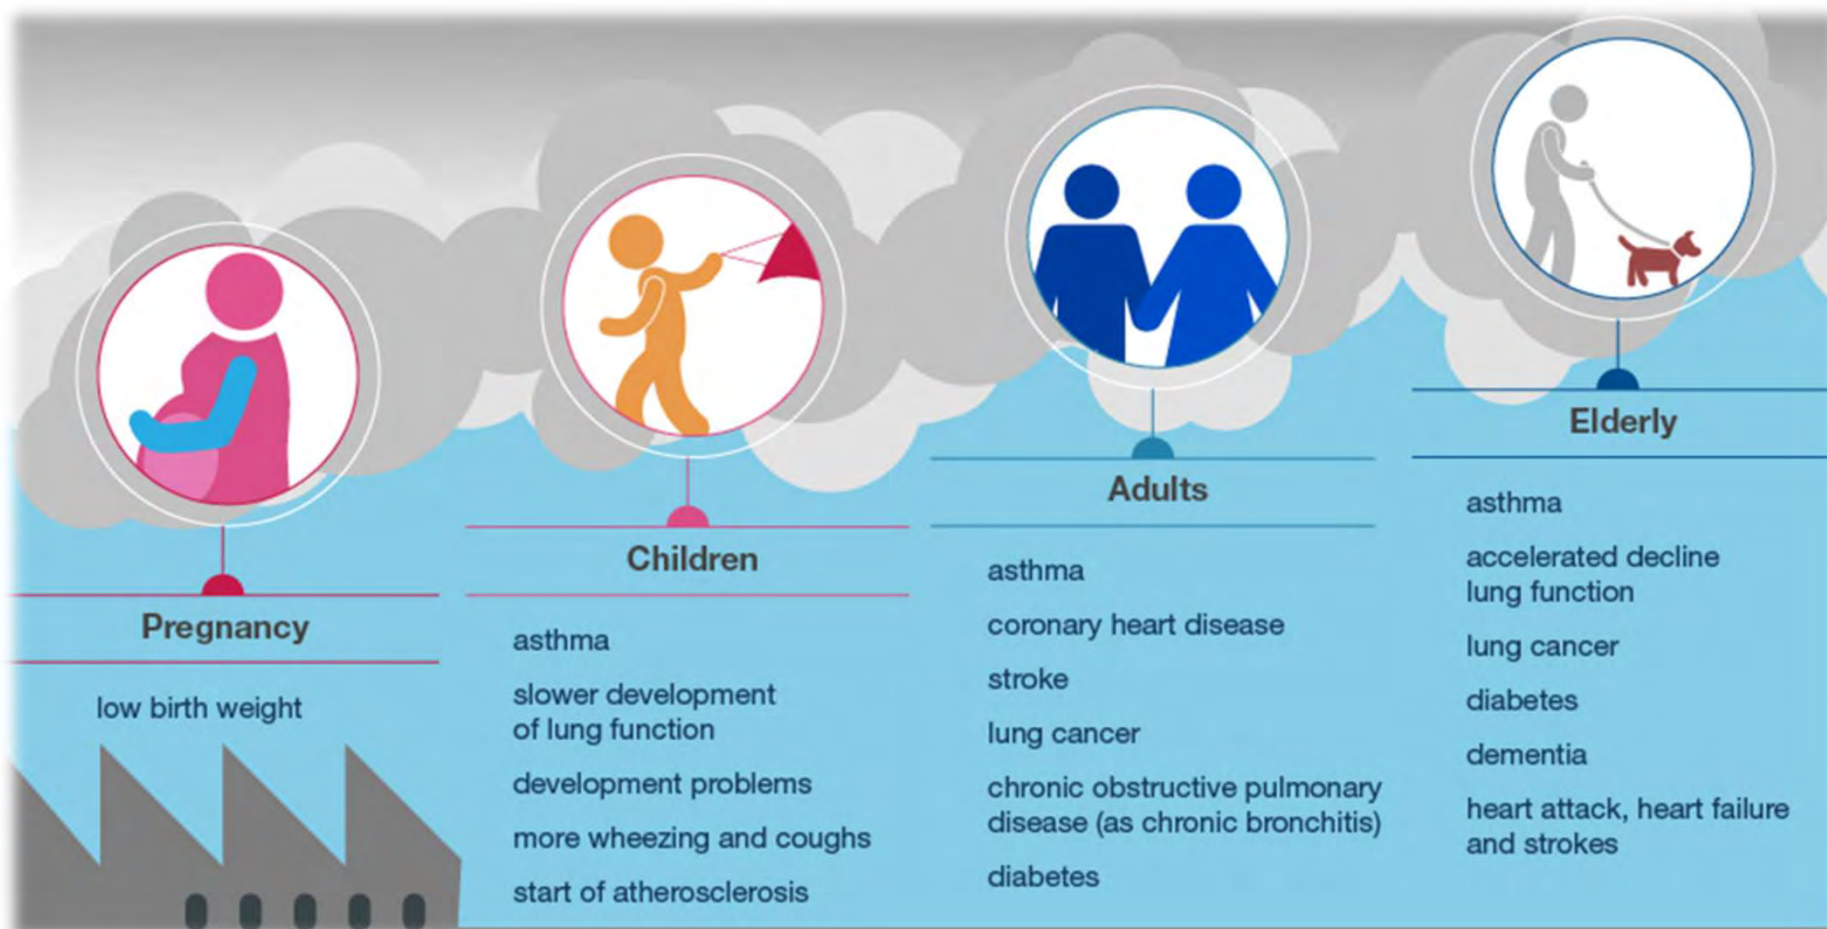 Pregnancy
low birth weight
Children
asthma
slower development
of lung function
development problems
more wheezing and coughs
start of atherosclerosis
Adults
asthma
coronary heart disease
stroke
lung cancer
chronic obstructive pulmonary
disease (as chronic bronchitis)
diabetes
Elderly
asthma
accelerated decline
lung function
lung cancer
diabetes
dementia
heart attack, heart failure
and strokes